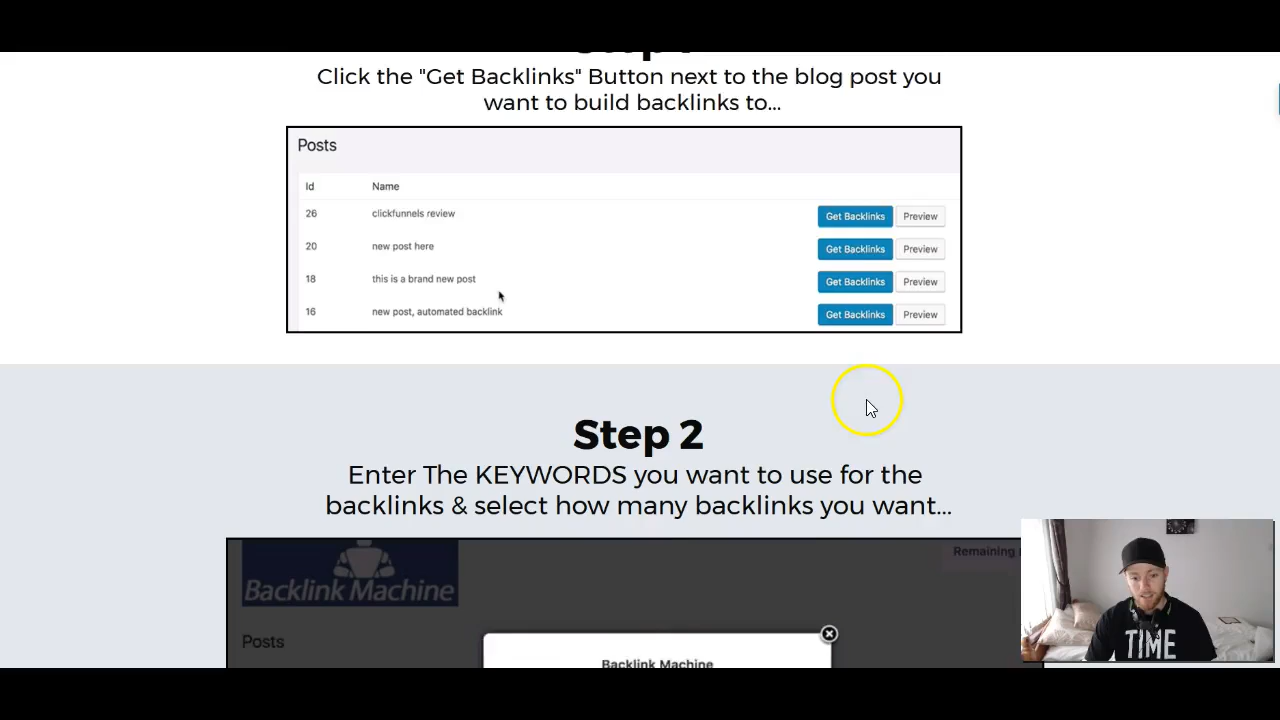 Click the "Get Backlinks" Button next to the blog post you
want to build backlinks to...
Posts
Id Name
26 clickfunnels review Get Backlinks Preview
20 new post here Get Backlinks Preview
18 this is a brand new post Get Backlinks Preview
16 new post, automated backlink Get Backlinks Preview
Step 2
Enter The KEYWORDS you want to use for the
backlinks & select how many backlinks you want...
Backlink Machine
Remaining
Posts
Backlink Machine
TIME